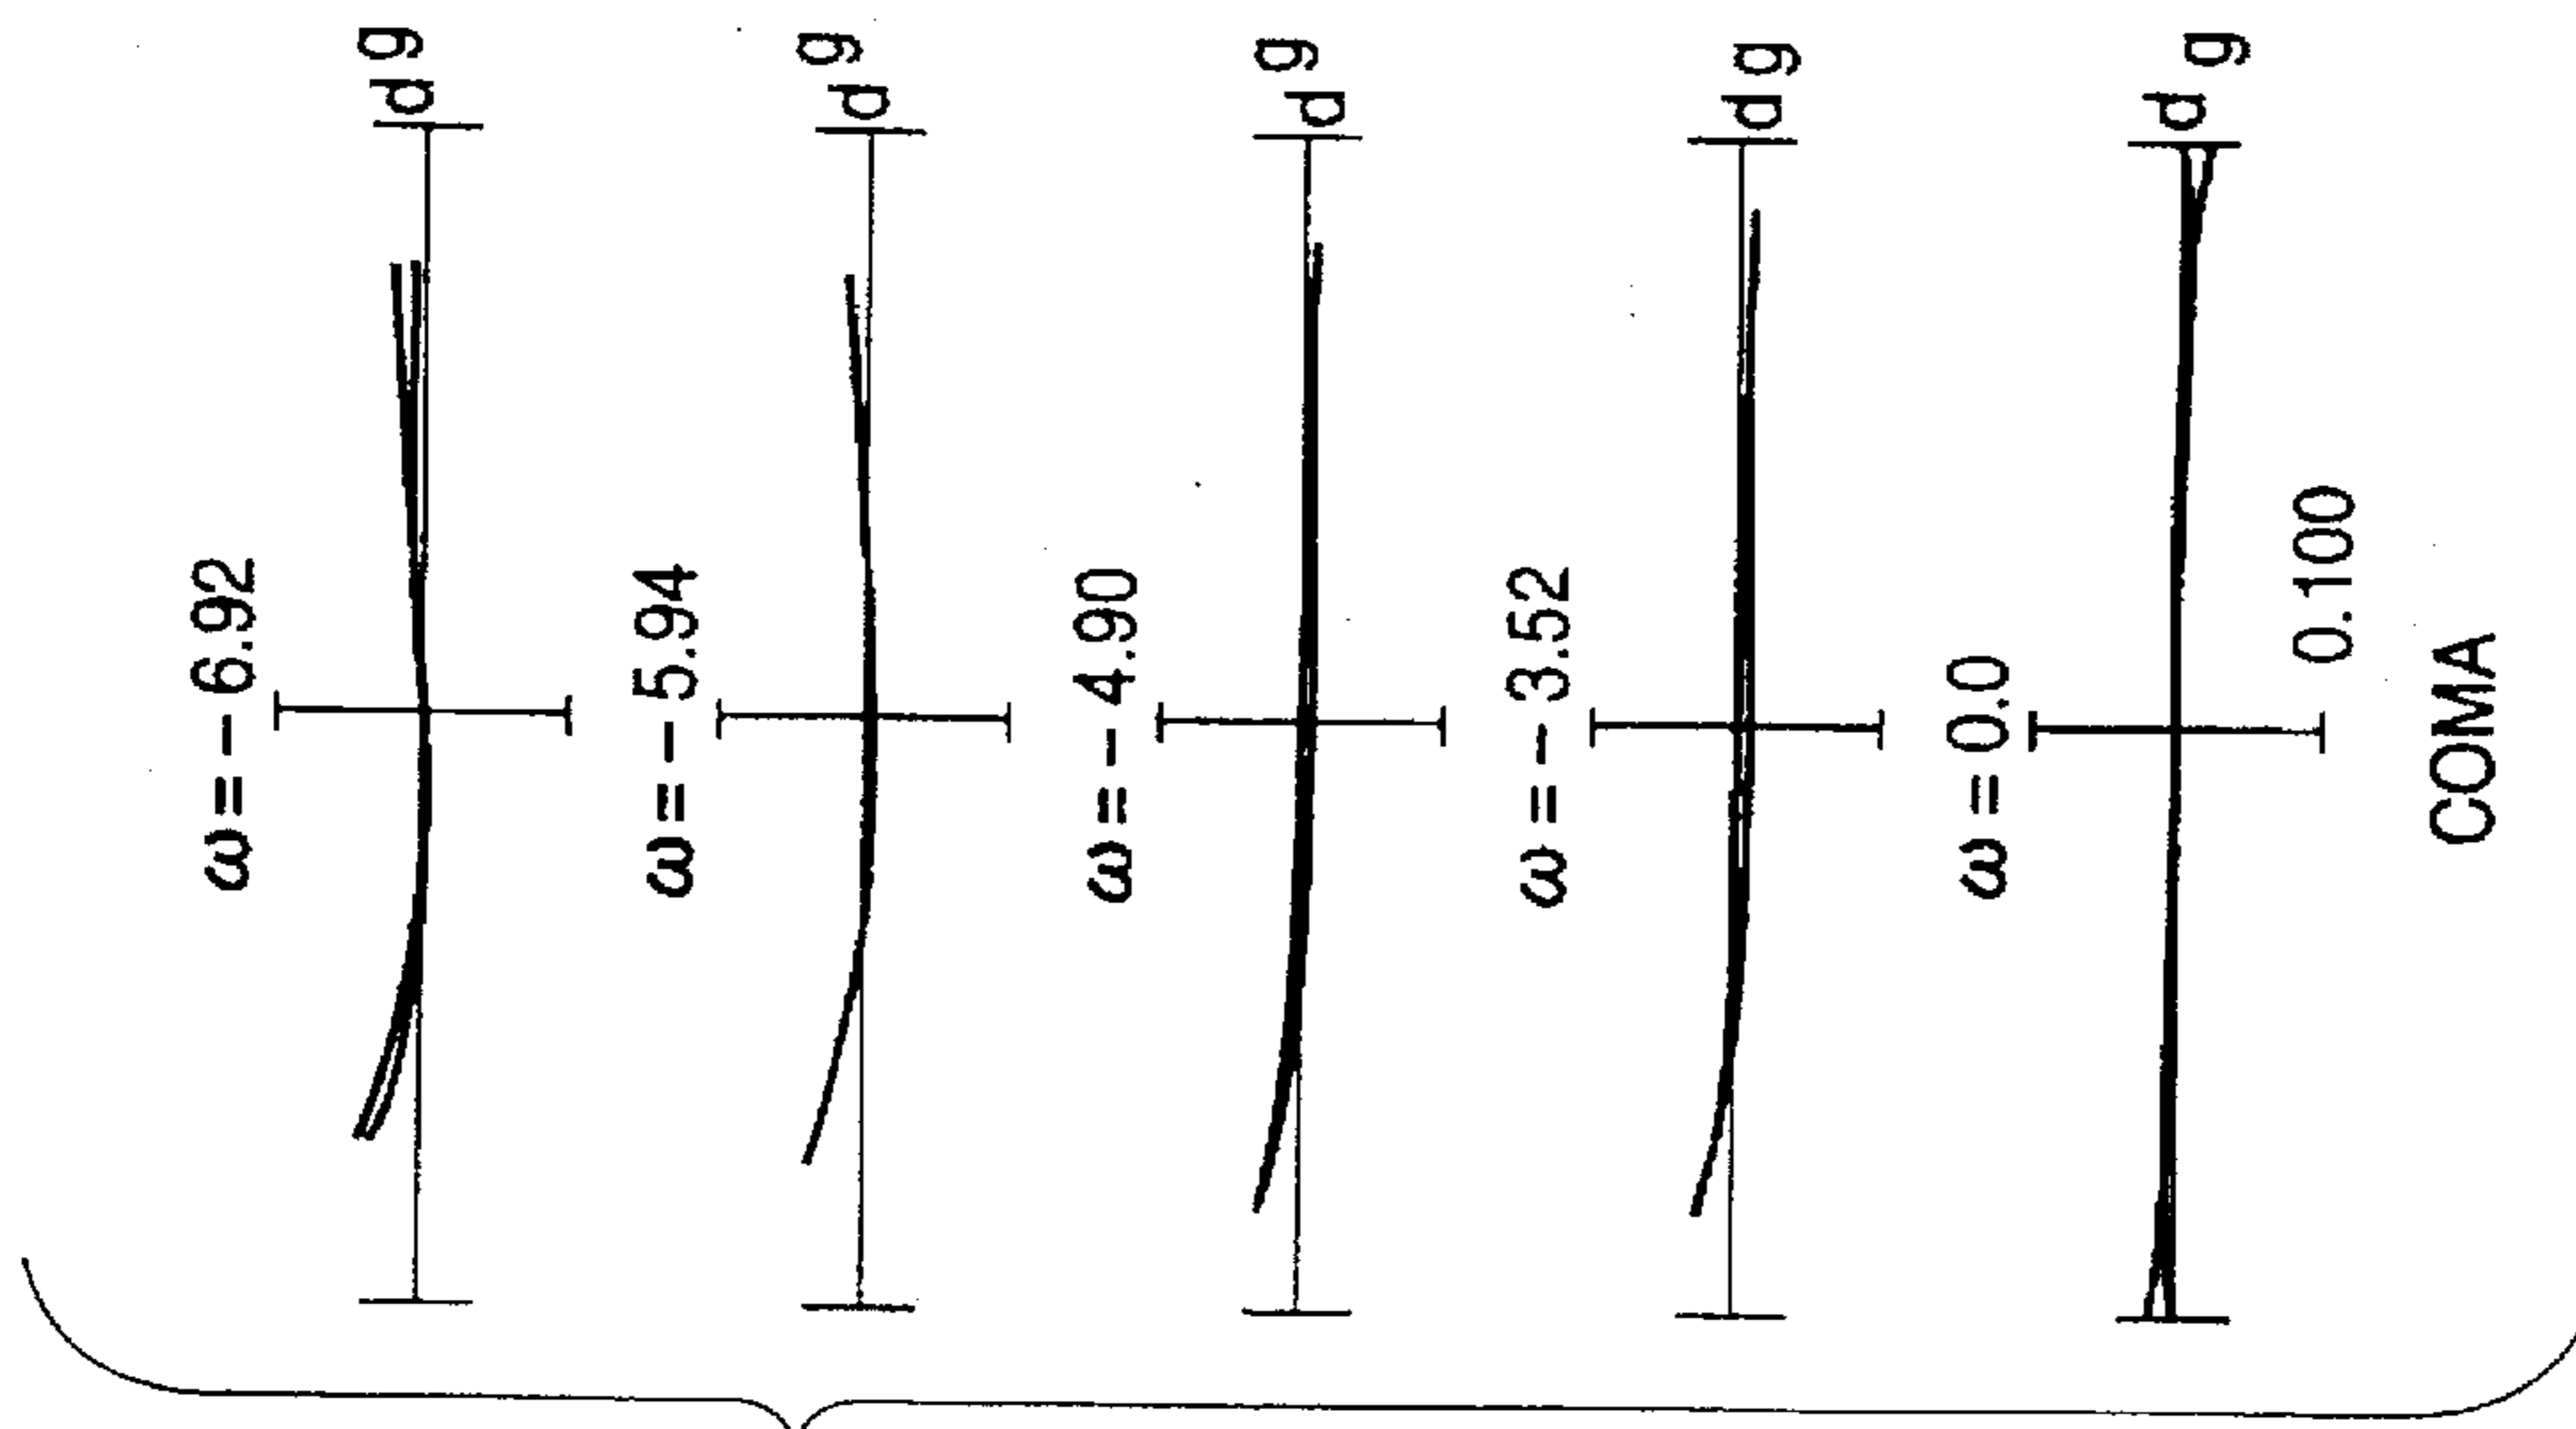 ω = - 6.92
g
d
ω = - 5.94
g
d
ω = - 4.90
g
d
ω = - 3.52
d g
ω = 0.0
d g
0.100
COMA